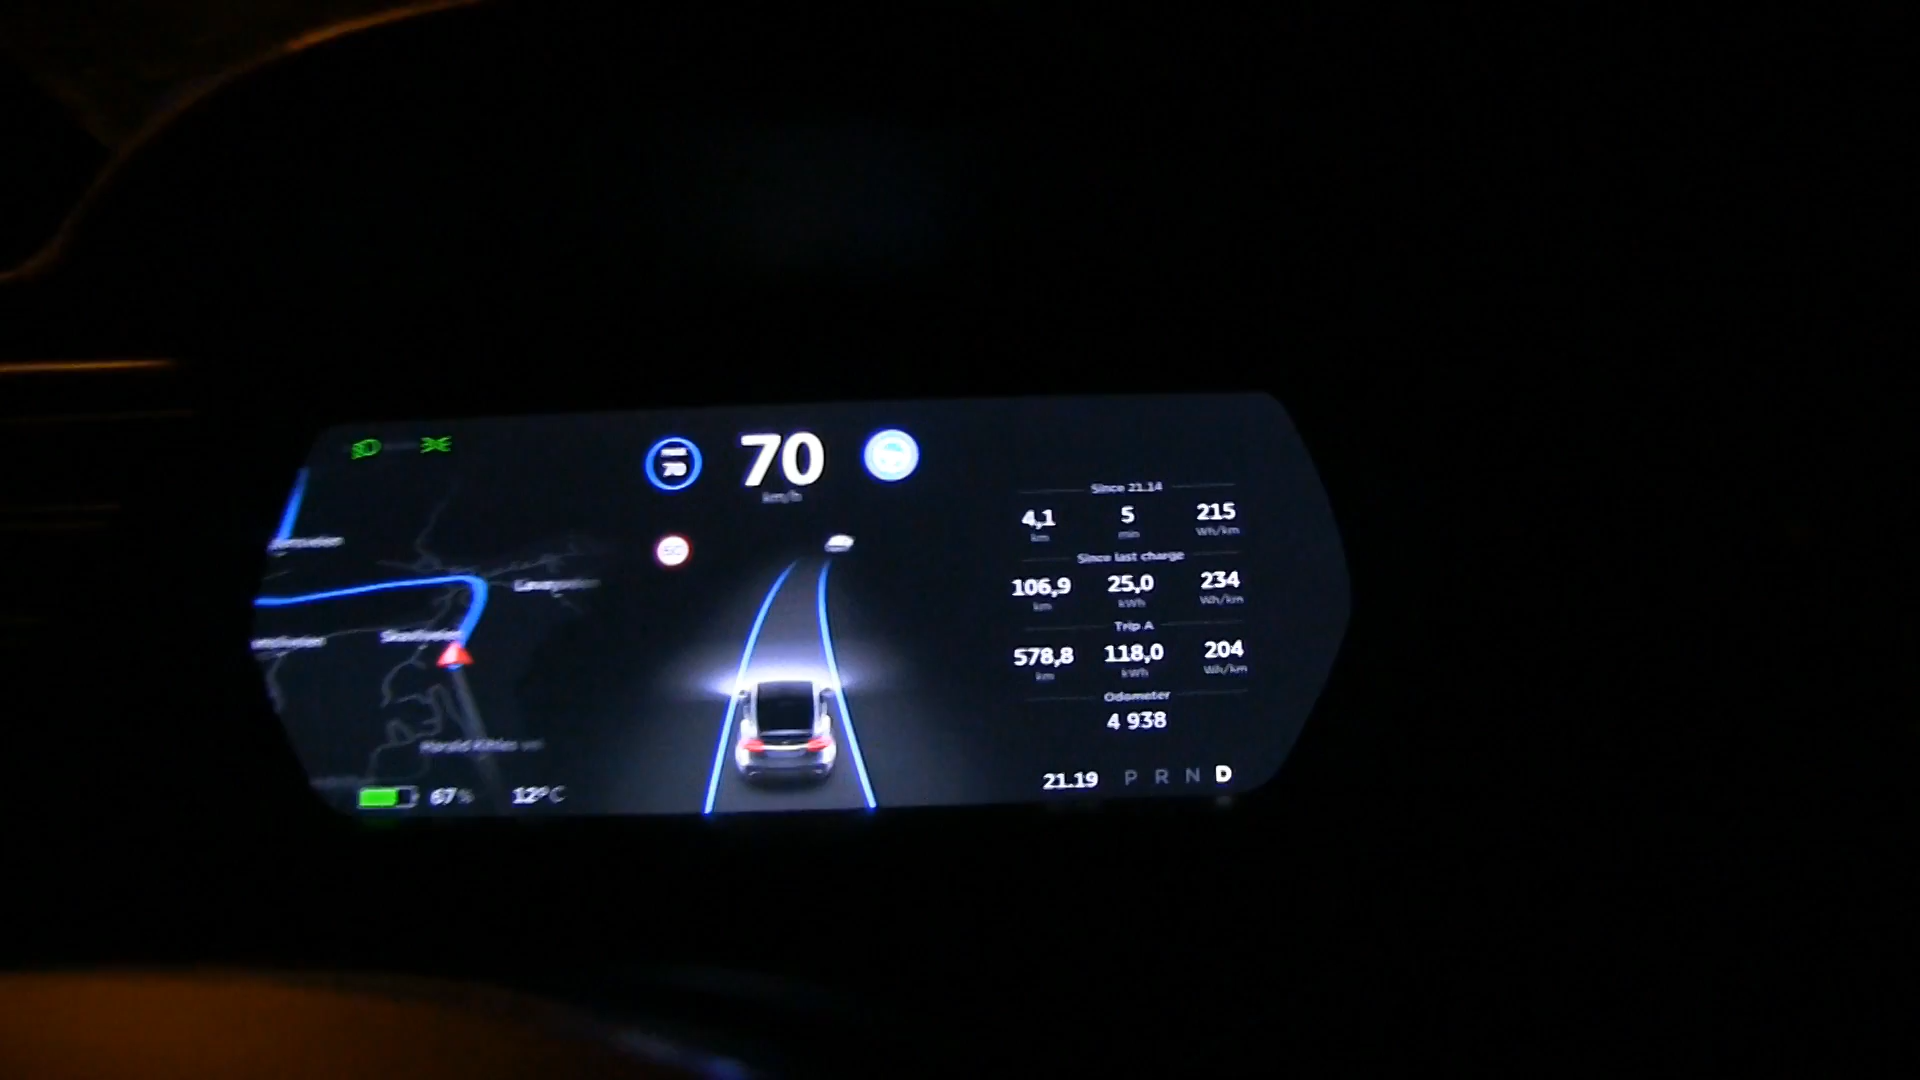 70
70
km/h
Since 21.14
4,1 5 215
km min Wh/km
Since last charge
106,9 25,0 234
km kWh Wh/km
Trip A
578,8 118,0 204
km kWh Wh/km
Odometer
4 938
67 % 12°C
21.19 P R N D